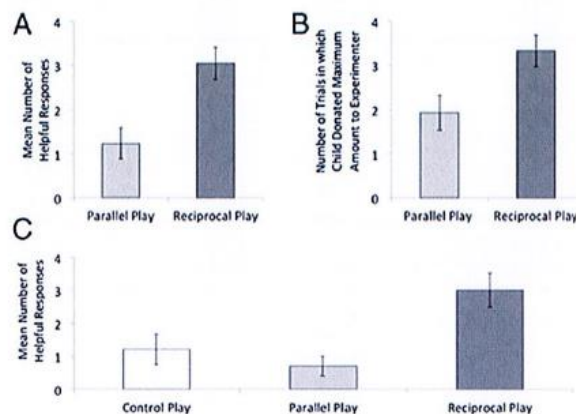 A
Mean Number of
Helpful Responses
4
3
2
1
0
Parallel Play
Reciprocal Play
B
Number of Trials in which
Child Donated Maximum
Amount to Experimenter
4
3
2
1
0
Parallel Play
Reciprocal Play
C
Mean Number of
Helpful Responses
4
3
2
1
0
Control Play
Parallel Play
Reciprocal Play